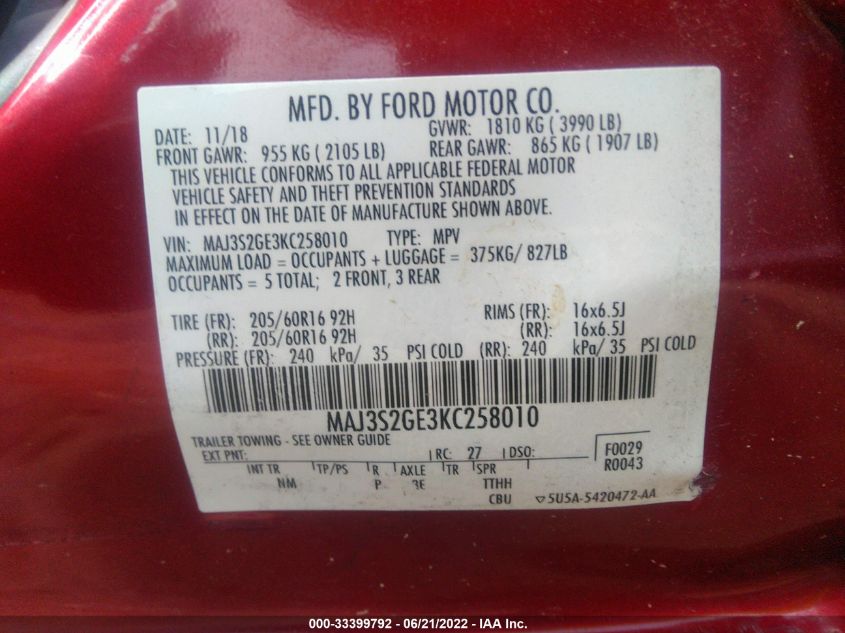 MFD. BY FORD MOTOR CO.
DATE: 11/18 GVWR: 1810 KG ( 3990 LB)
FRONT GAWR: 955 KG ( 2105 LB) REAR GAWR: 865 KG ( 1907 LB)
THIS VEHICLE CONFORMS TO ALL APPLICABLE FEDERAL MOTOR
VEHICLE SAFETY AND THEFT PREVENTION STANDARDS
IN EFFECT ON THE DATE OF MANUFACTURE SHOWN ABOVE.
VIN: MAJ3S2GE3KC258010 TYPE: MPV
MAXIMUM LOAD = OCCUPANTS + LUGGAGE = 375KG/ 827LB
OCCUPANTS = 5 TOTAL; 2 FRONT, 3 REAR
TIRE (FR): 205/60R16 92H RIMS (FR): 16x6.5J
(RR): 205/60R16 92H (RR): 16x6.5J
PRESSURE (FR): 240 kPa/ 35 PSI COLD (RR): 240 kPa/ 35 PSI COLD
MAJ3S2GE3KC258010
TRAILER TOWING - SEE OWNER GUIDE
EXT PNT: RC: 27 DSO: F0029
INT TR TP/PS R AXLE TR SPR R0043
NM P 3E TTHH
CBU ▽5U5A-5420472-AA
000-33399792 - 06/21/2022 - IAA Inc.